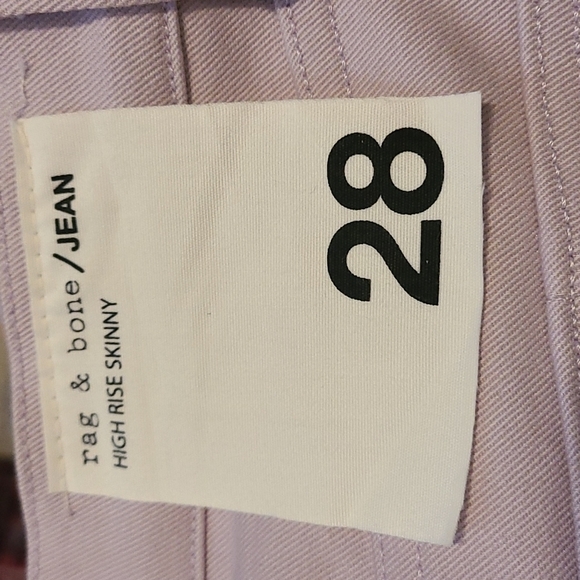 rag & bone/JEAN
HIGH RISE SKINNY
28